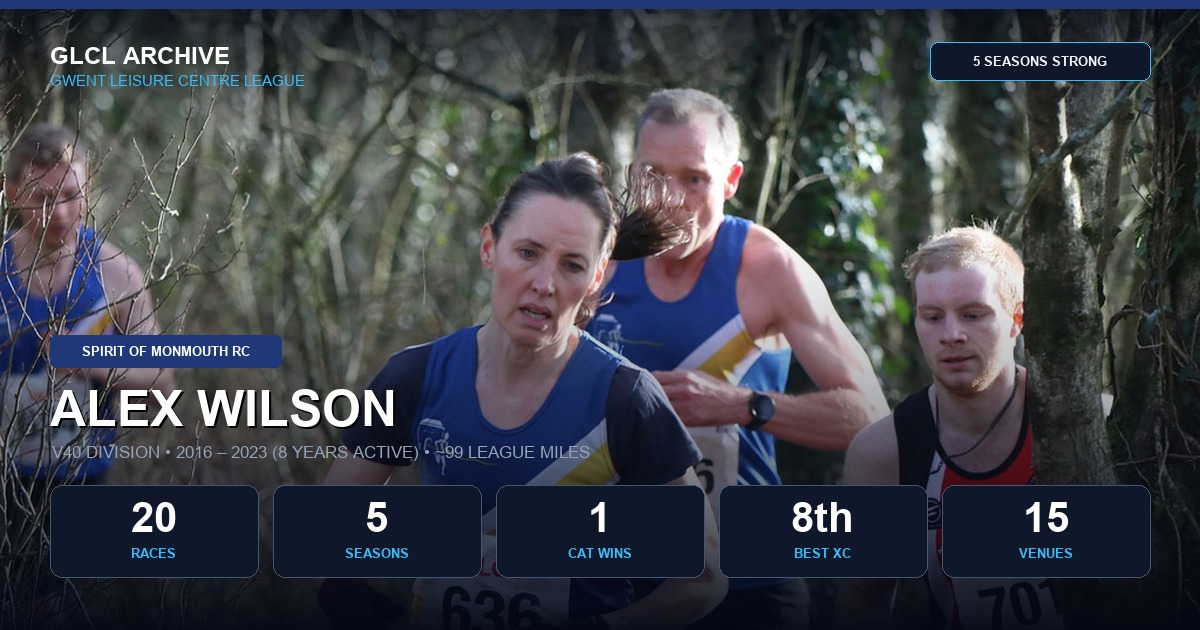 GLCL ARCHIVE
GWENT LEISURE CENTRE LEAGUE
5 SEASONS STRONG
SPIRIT OF MONMOUTH RC
ALEX WILSON
V40 DIVISION • 2016 – 2023 (8 YEARS ACTIVE) • ~99 LEAGUE MILES
20
RACES
5
SEASONS
1
CAT WINS
8th
BEST XC
15
VENUES
636
701